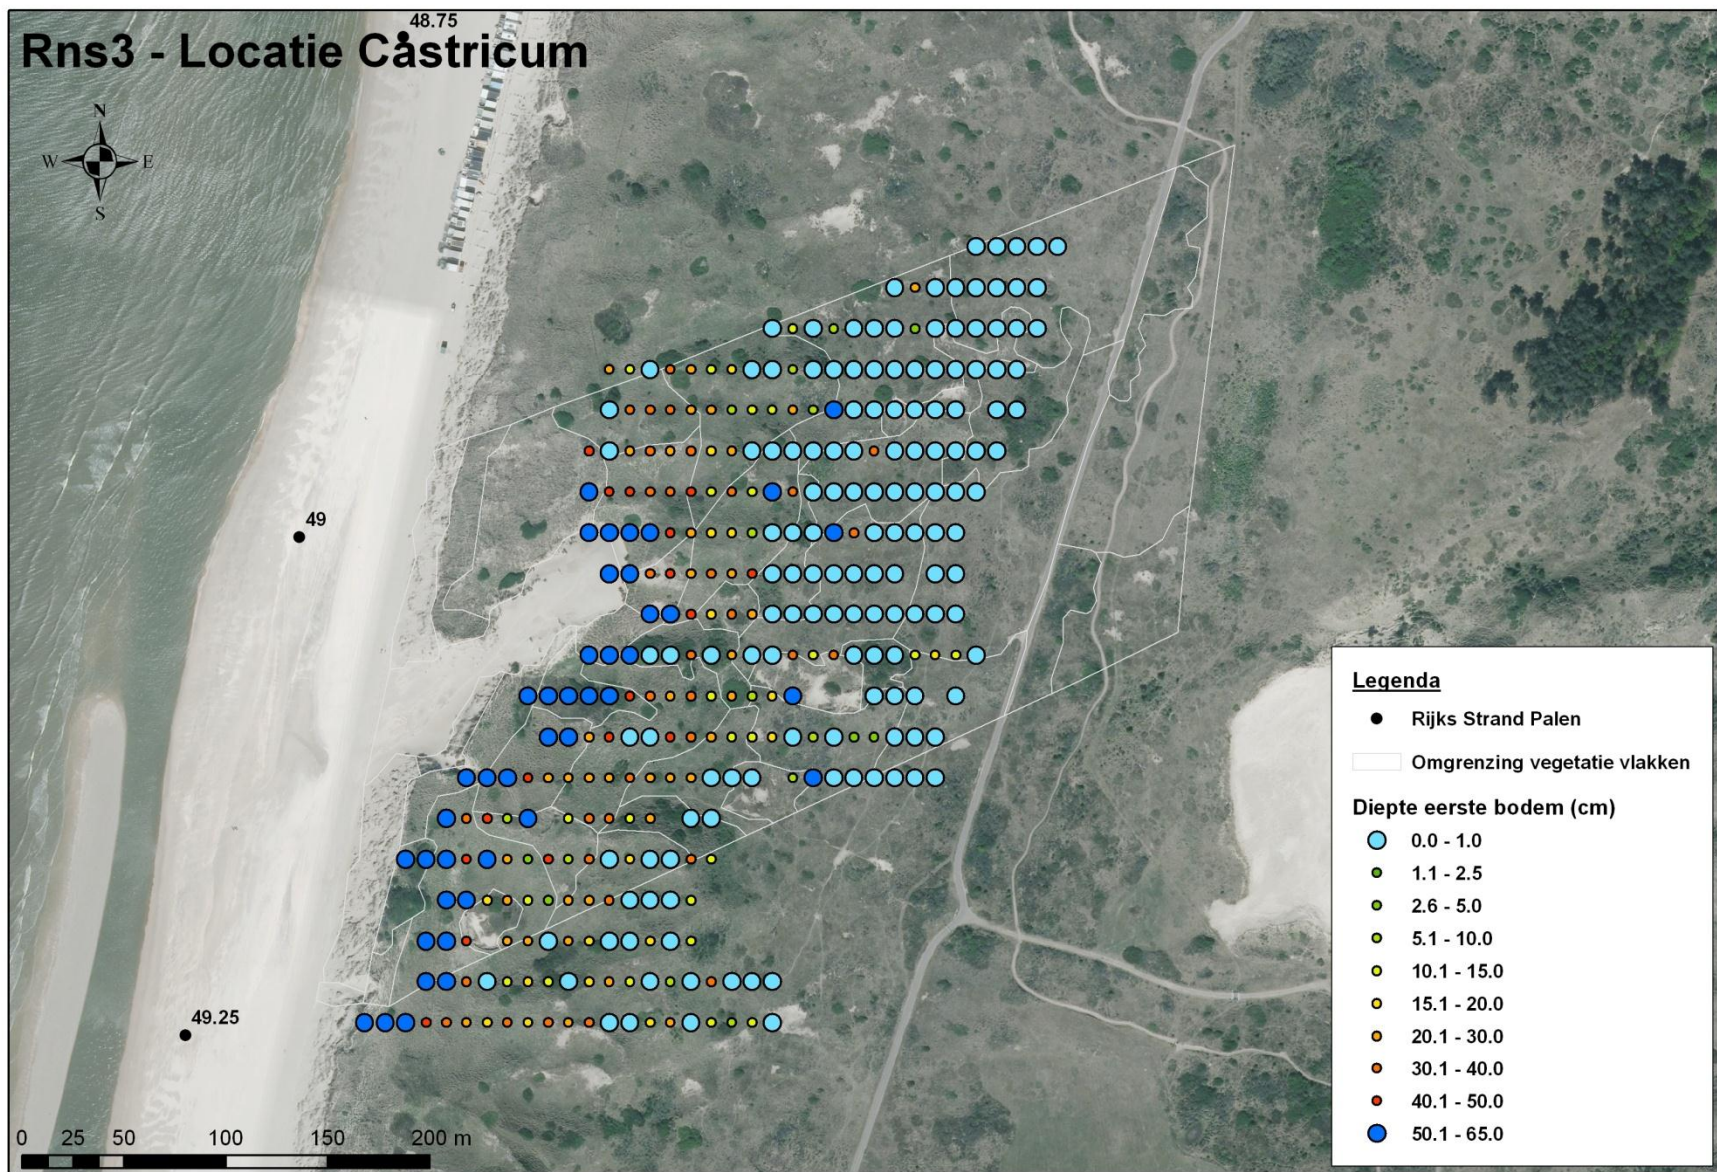 48.75
Rns3 - Locatie Castricum
N
W E
S
49
49.25
0 25 50 100 150 200 m
Legenda
Rijks Strand Palen
Omgrenzing vegetatie vlakken
Diepte eerste bodem (cm)
0.0 - 1.0
1.1 - 2.5
2.6 - 5.0
5.1 - 10.0
10.1 - 15.0
15.1 - 20.0
20.1 - 30.0
30.1 - 40.0
40.1 - 50.0
50.1 - 65.0